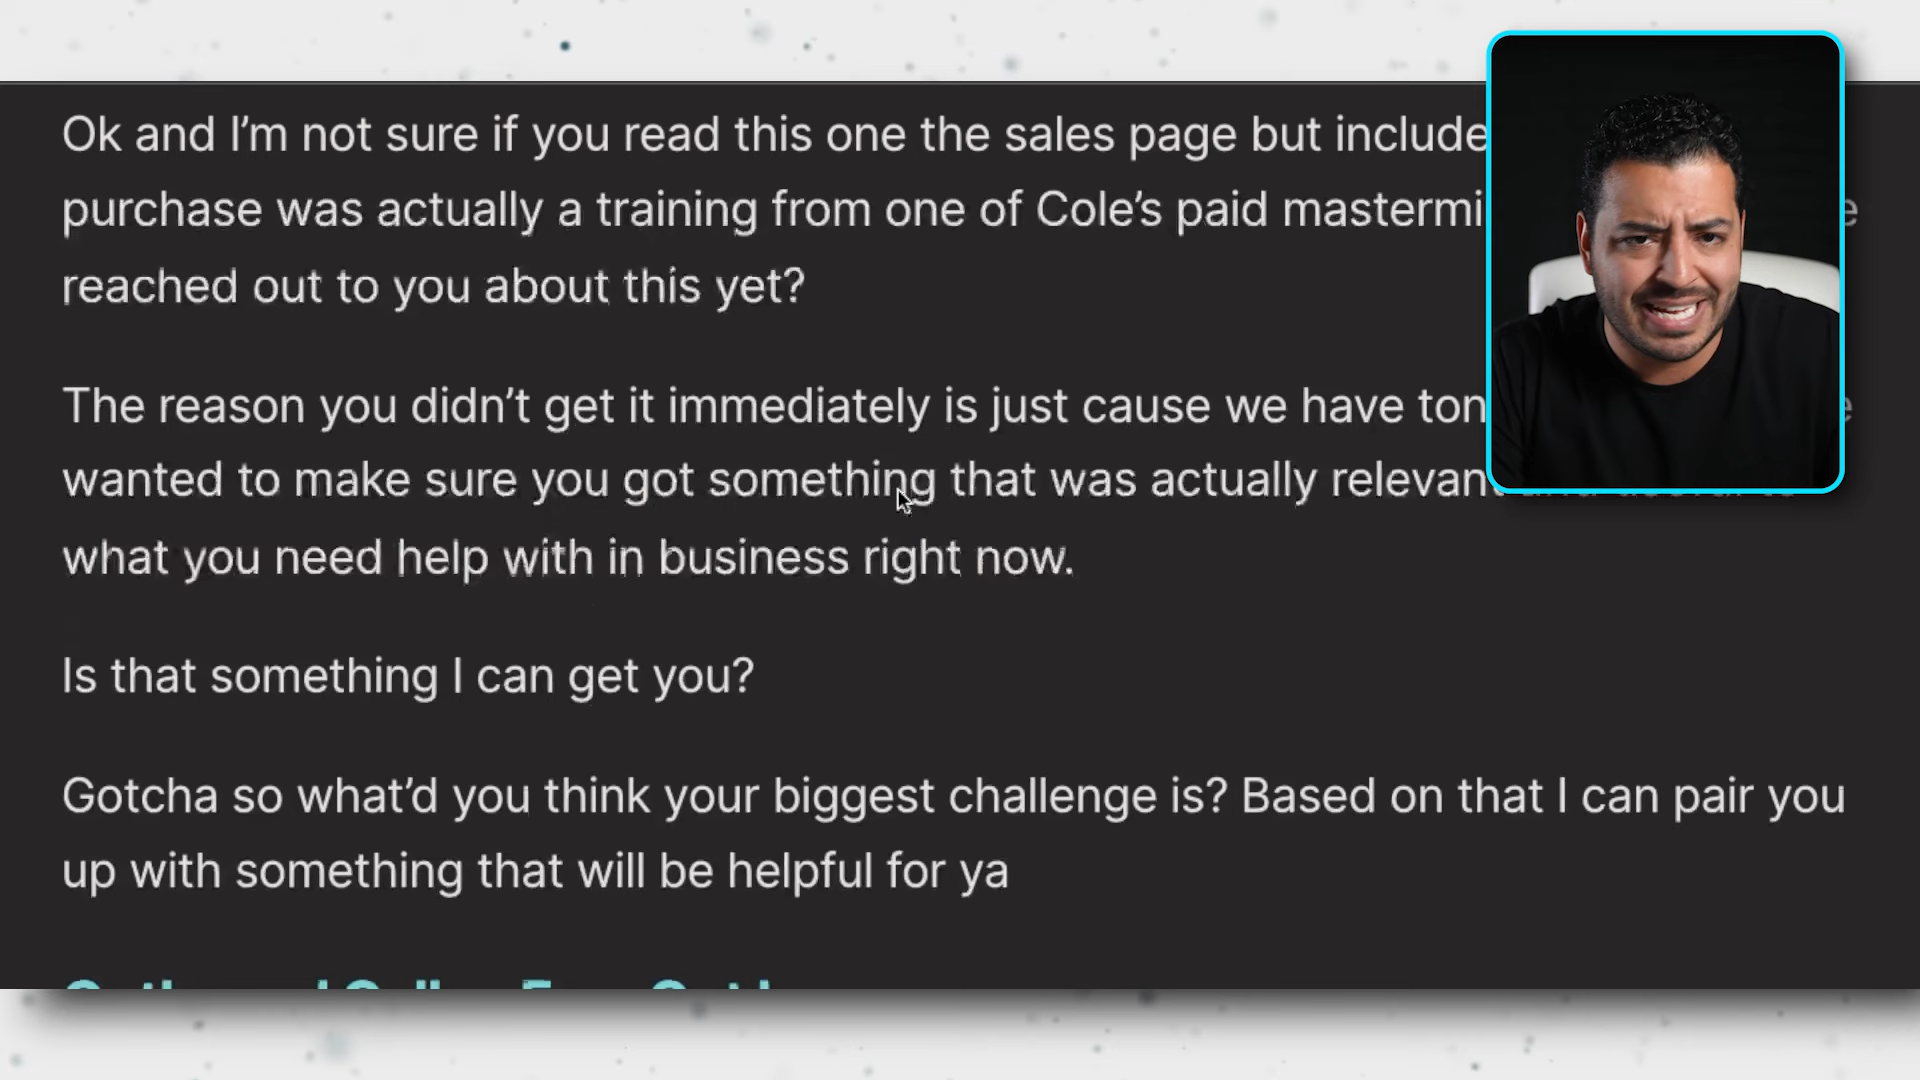 Ok and I'm not sure if you read this one the sales page but include
purchase was actually a training from one of Cole's paid mastermi
reached out to you about this yet?
The reason you didn't get it immediately is just cause we have ton
wanted to make sure you got something that was actually relevant
what you need help with in business right now.
Is that something I can get you?
Gotcha so what'd you think your biggest challenge is? Based on that I can pair you
up with something that will be helpful for ya